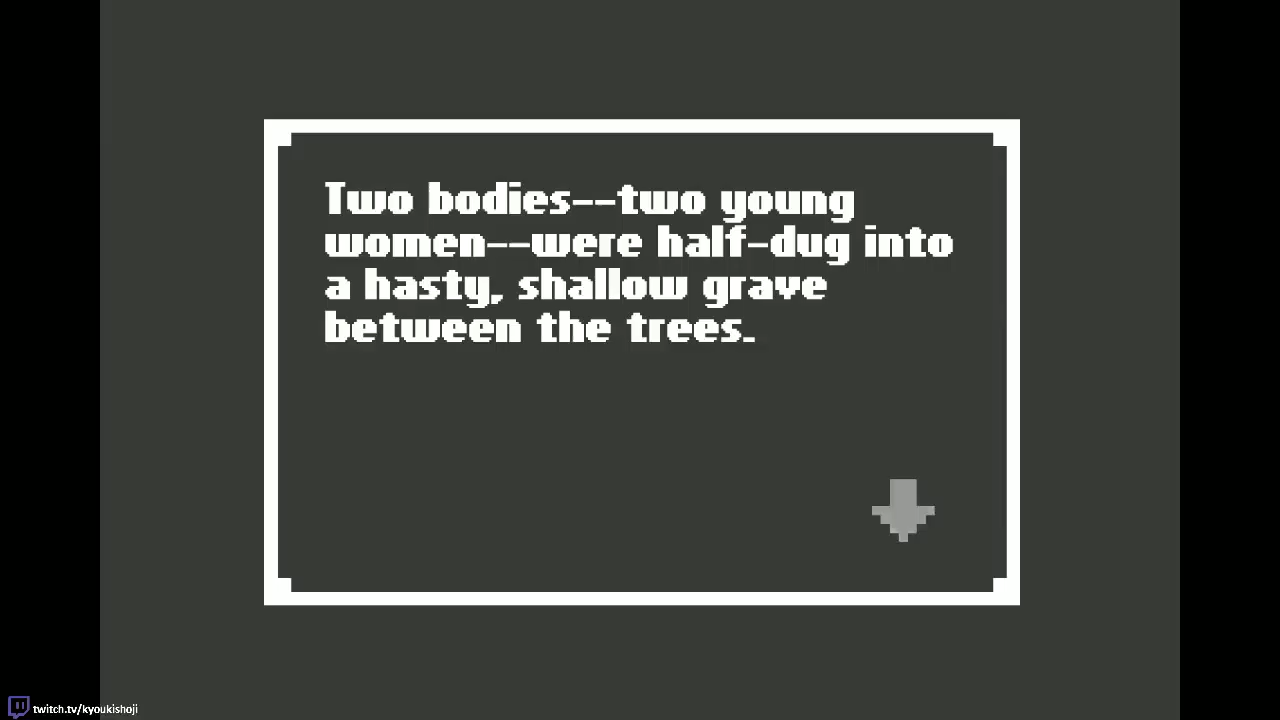 Two bodies--two young
women--were half-dug into
a hasty, shallow grave
between the trees.
twitch.tv/kyoukishoji